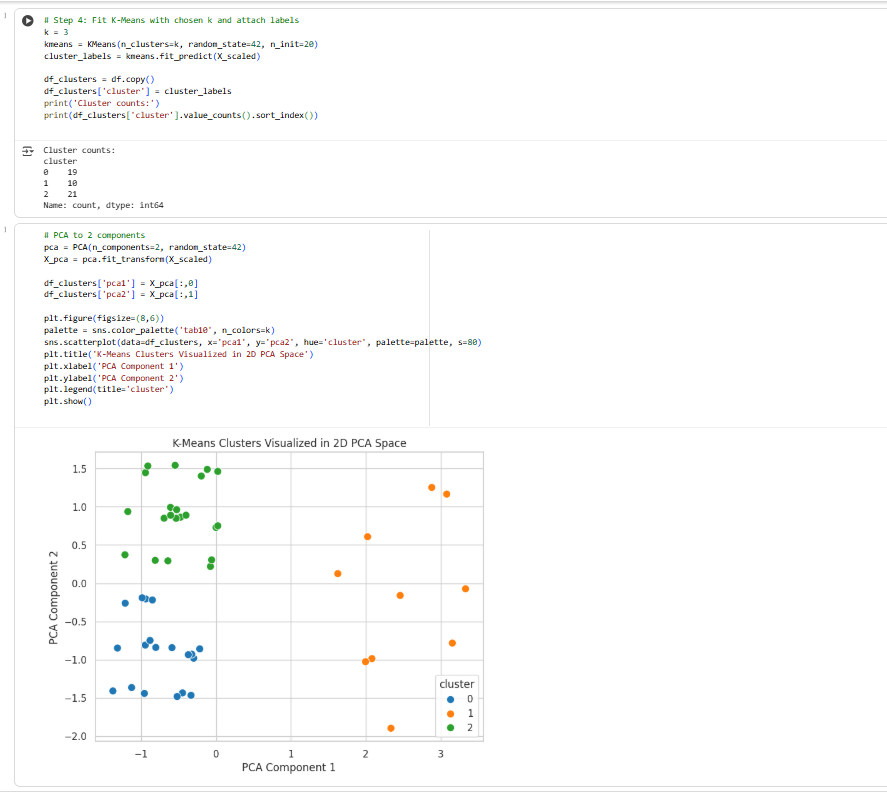 # Step 4: Fit K-Means with chosen k and attach labels
k = 3
kmeans = KMeans(n_clusters=k, random_state=42, n_init=20)
cluster_labels = kmeans.fit_predict(X_scaled)
df_clusters = df.copy()
df_clusters['cluster'] = cluster_labels
print('Cluster counts:')
print(df_clusters['cluster'].value_counts().sort_index())
Cluster counts:
cluster
0    19
1    10
2    21
Name: count, dtype: int64
# PCA to 2 components
pca = PCA(n_components=2, random_state=42)
X_pca = pca.fit_transform(X_scaled)
df_clusters['pca1'] = X_pca[:,0]
df_clusters['pca2'] = X_pca[:,1]
plt.figure(figsize=(8,6))
palette = sns.color_palette('tab10', n_colors=k)
sns.scatterplot(data=df_clusters, x='pca1', y='pca2', hue='cluster', palette=palette, s=80)
plt.title('K-Means Clusters Visualized in 2D PCA Space')
plt.xlabel('PCA Component 1')
plt.ylabel('PCA Component 2')
plt.legend(title='cluster')
plt.show()
K-Means Clusters Visualized in 2D PCA Space
1.5
1.0
0.5
0.0
−0.5
−1.0
−1.5
−2.0
PCA Component 2
cluster
0
1
2
−1 0 1 2 3
PCA Component 1